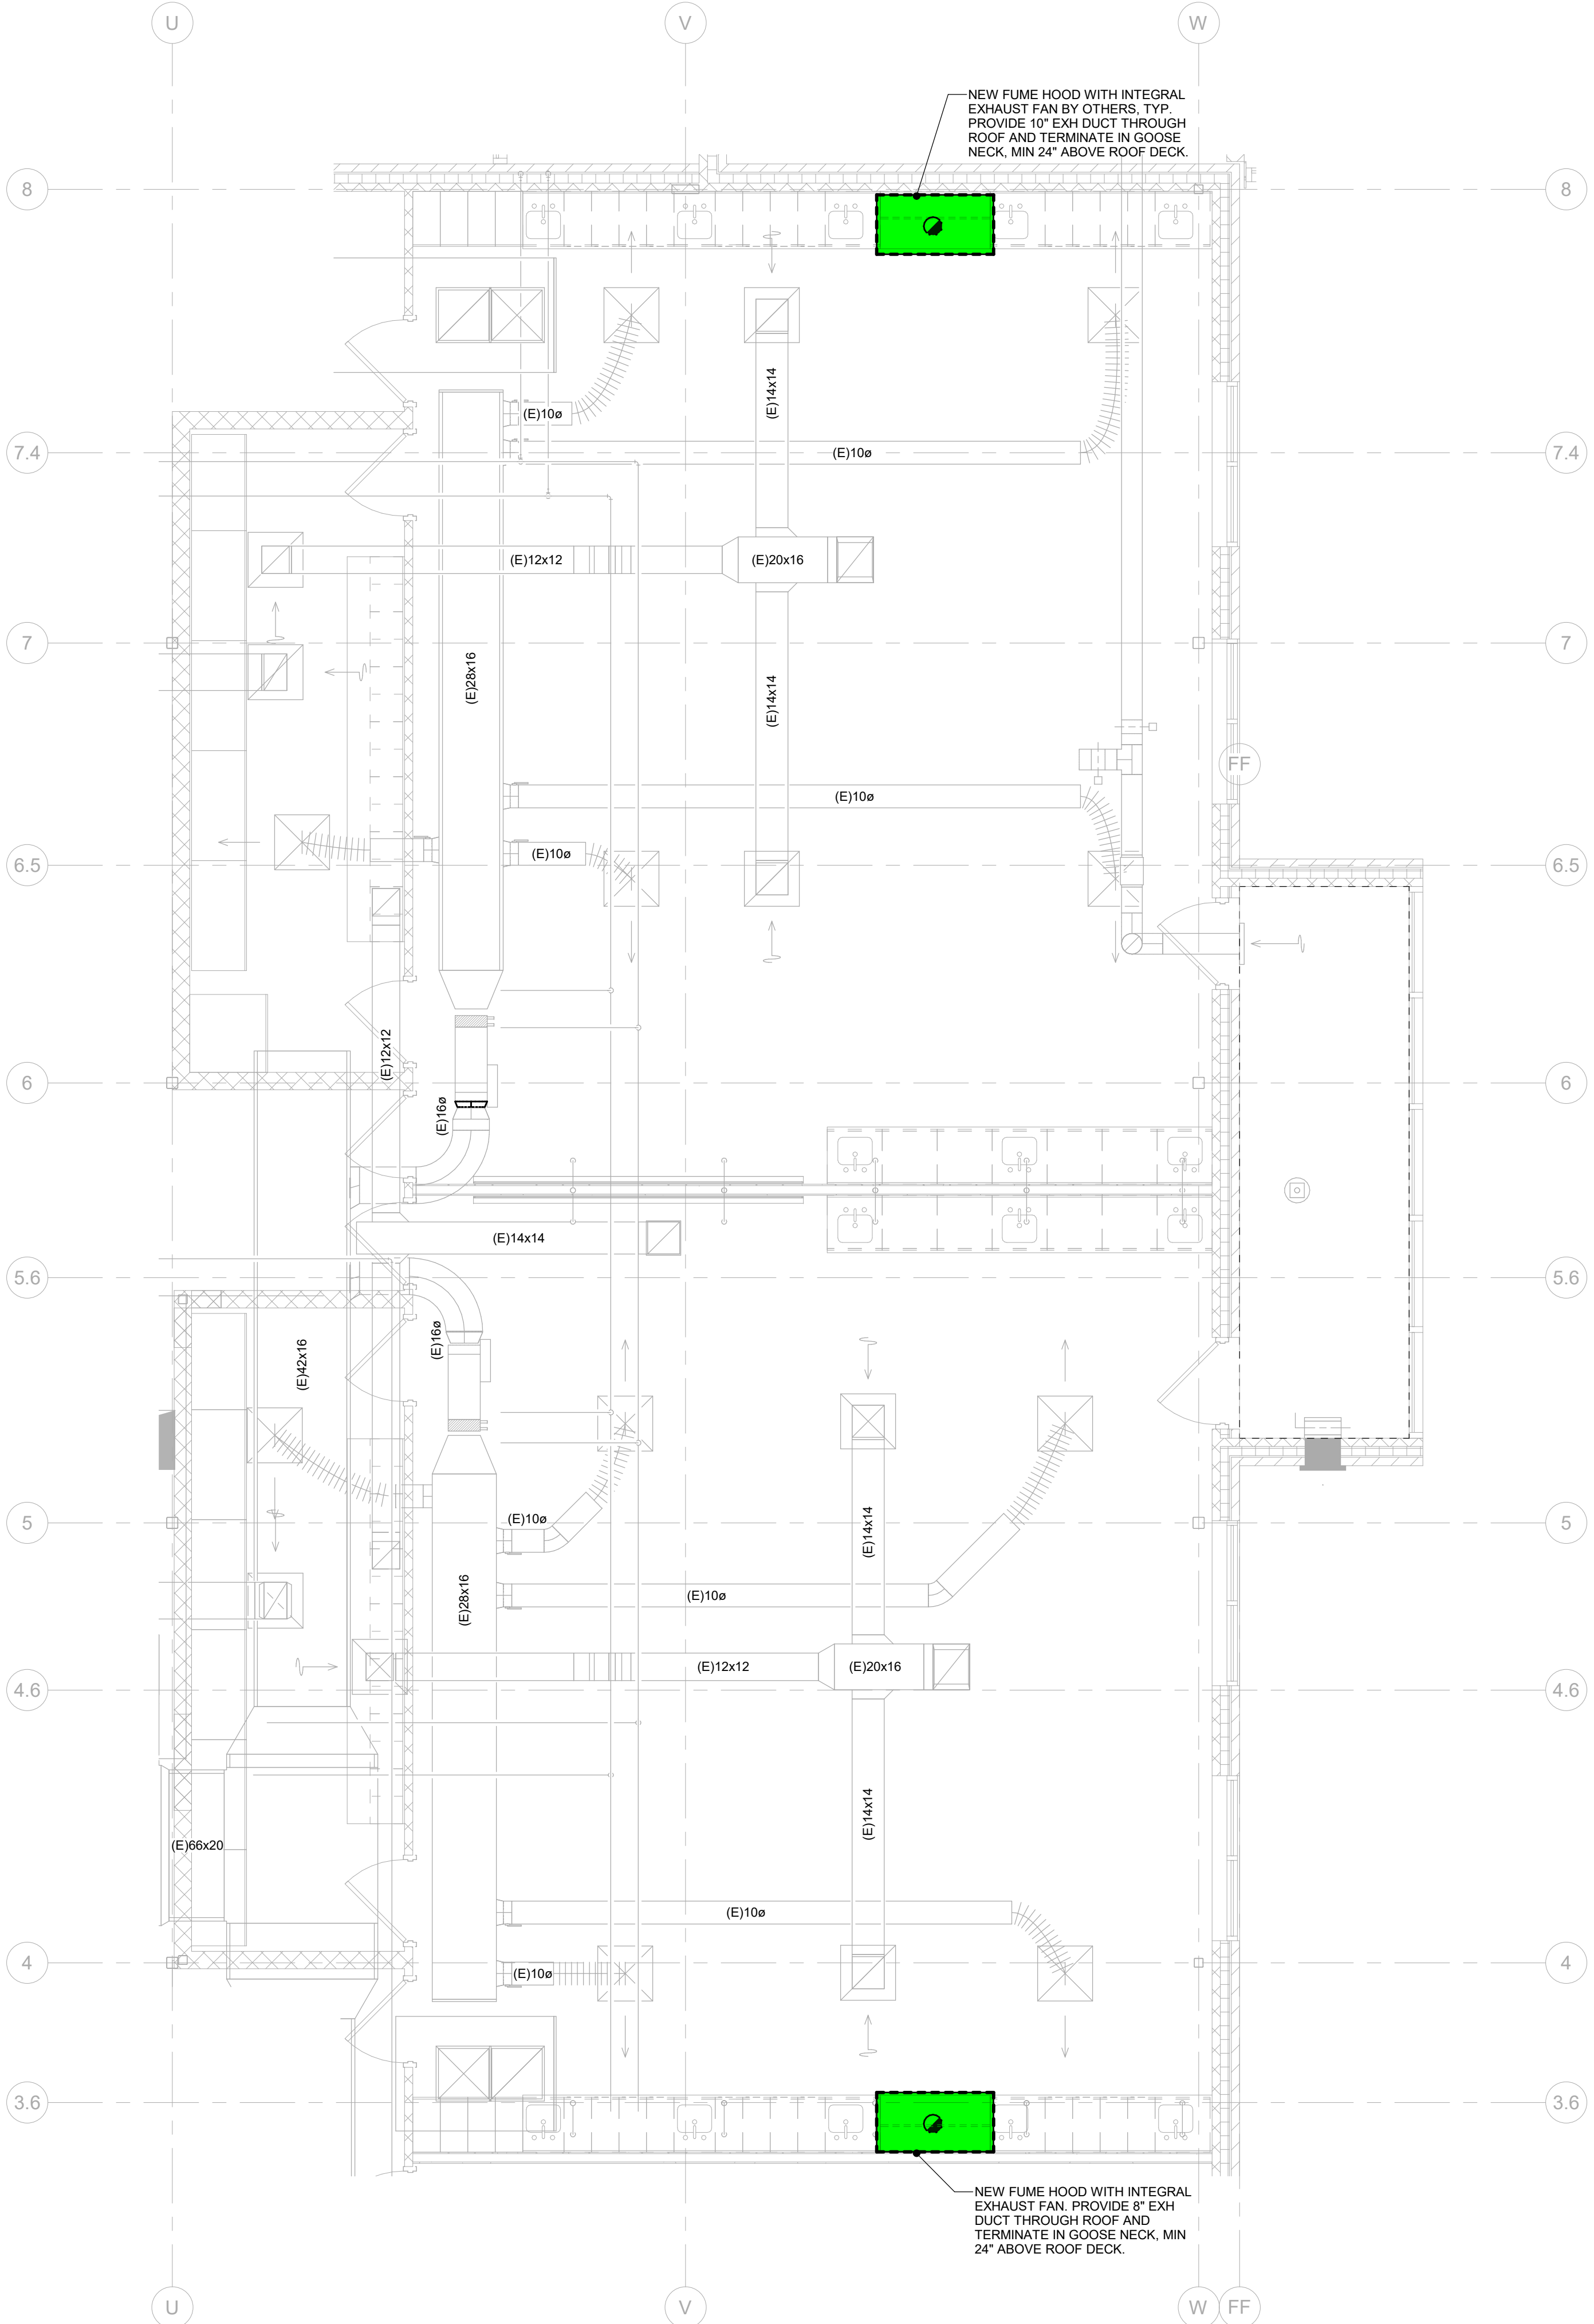 U
V
W
NEW FUME HOOD WITH INTEGRAL
EXHAUST FAN BY OTHERS, TYP.
PROVIDE 10" EXH DUCT THROUGH
ROOF AND TERMINATE IN GOOSE
NECK, MIN 24" ABOVE ROOF DECK.
8
8
(E)14x14
(E)10ø
7.4
(E)10ø
7.4
(E)12x12
(E)20x16
7
7
(E)28x16
(E)14x14
FF
(E)10ø
(E)10ø
6.5
6.5
(E)12x12
6
6
(E)16ø
(E)14x14
5.6
5.6
(E)16ø
(E)42x16
(E)10ø
5
5
(E)14x14
(E)28x16
(E)10ø
(E)12x12
(E)20x16
4.6
4.6
(E)14x14
(E)66x20
(E)10ø
4
4
(E)10ø
3.6
3.6
NEW FUME HOOD WITH INTEGRAL
EXHAUST FAN. PROVIDE 8" EXH
DUCT THROUGH ROOF AND
TERMINATE IN GOOSE NECK, MIN
24" ABOVE ROOF DECK.
U
V
W
FF